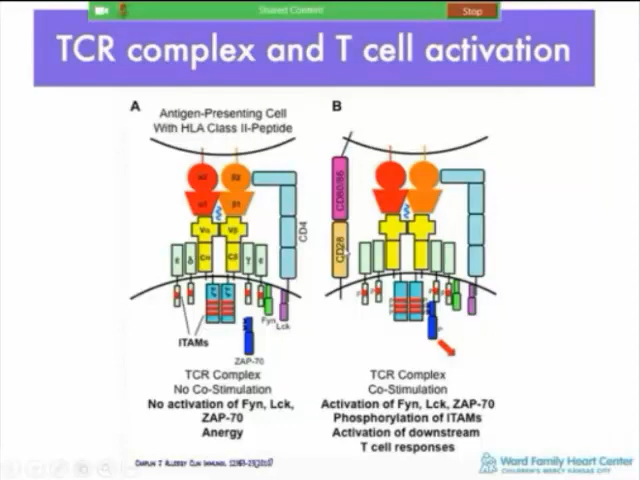 Shared Content
Stop
TCR complex and T cell activation
A
B
Antigen-Presenting Cell
With HLA Class II-Peptide
α2
β2
α1
β1
Vα
Vβ
Cα
Cβ
ε
δ
γ
ε
CD4
CD80/86
CD28
ITAMs
Fyn
Lck
ZAP-70
P
TCR Complex
No Co-Stimulation
No activation of Fyn, Lck,
ZAP-70
Anergy
TCR Complex
Co-Stimulation
Activation of Fyn, Lck, ZAP-70
Phosphorylation of ITAMs
Activation of downstream
T cell responses
Ward Family Heart Center
CHILDREN'S MERCY KANSAS CITY